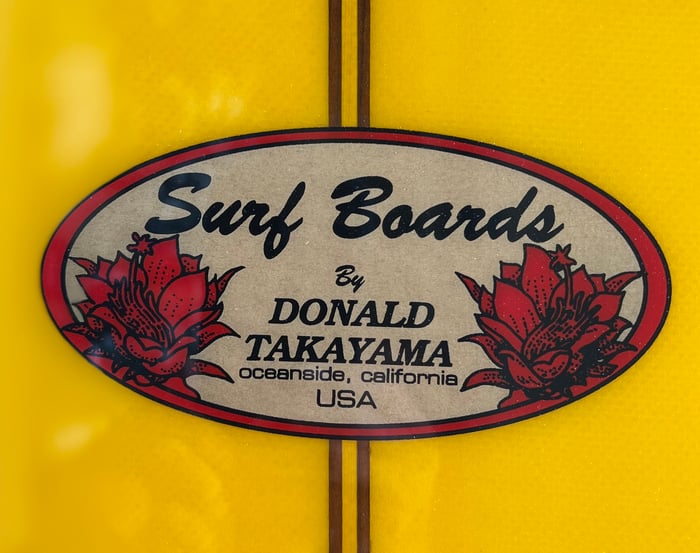 Surf Boards
By
DONALD
TAKAYAMA
oceanside, california
USA